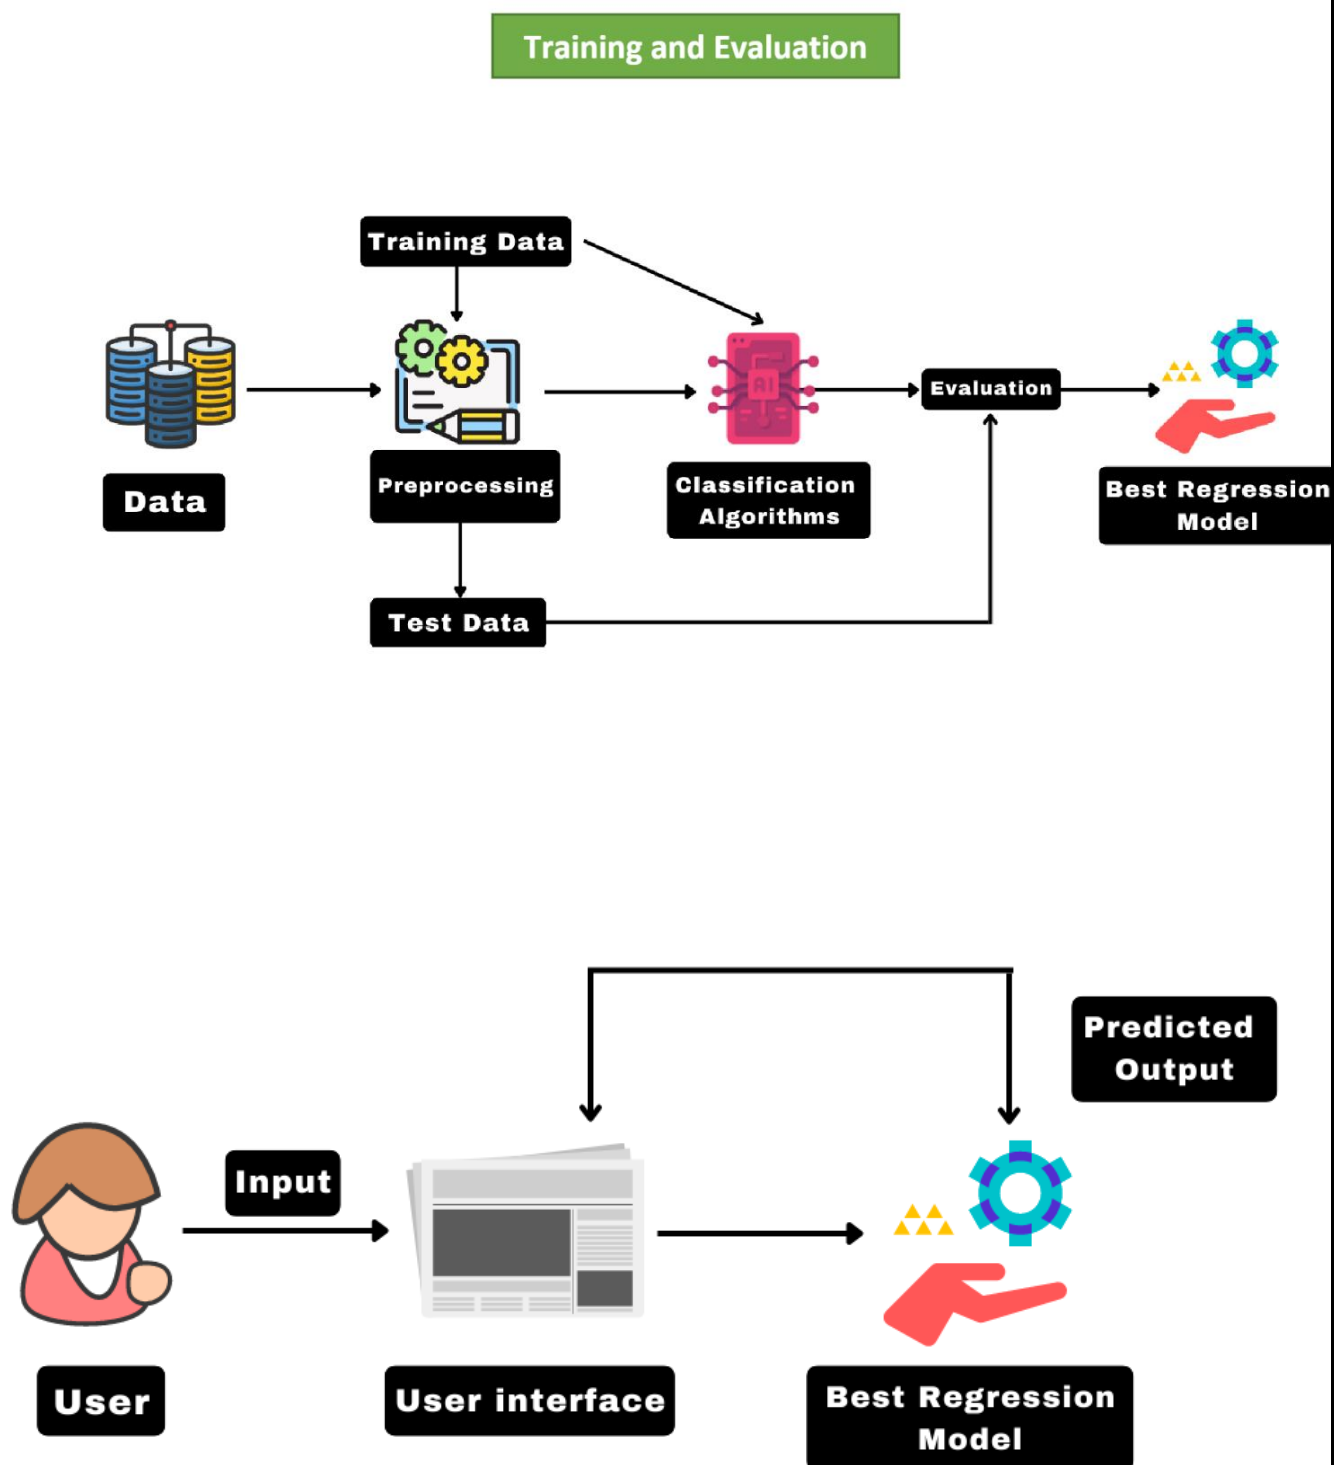 Training and Evaluation
Training Data
AI
Evaluation
Data
Preprocessing
Classification
Algorithms
Best Regression
Model
Test Data
Predicted
Output
Input
User
User interface
Best Regression
Model